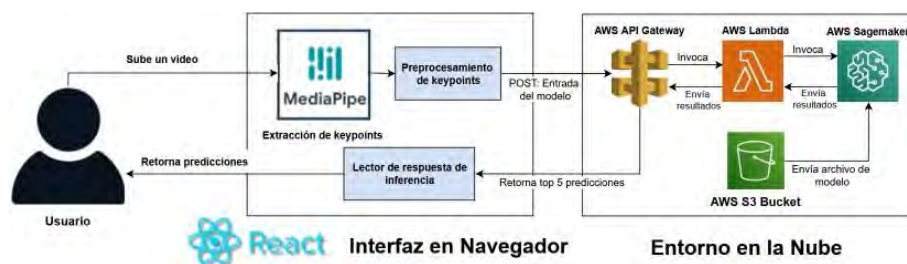 Sube un video
MediaPipe
Extracción de keypoints
Preprocesamiento
de keypoints
POST: Entrada
del modelo
AWS API Gateway
Invoca
Envía
resultados
AWS Lambda
Invoca
Envía
resultados
AWS Sagemaker
Envía archivo de
modelo
AWS S3 Bucket
Retorna top 5 predicciones
Lector de respuesta de
inferencia
Retorna predicciones
Usuario
React
Interfaz en Navegador
Entorno en la Nube